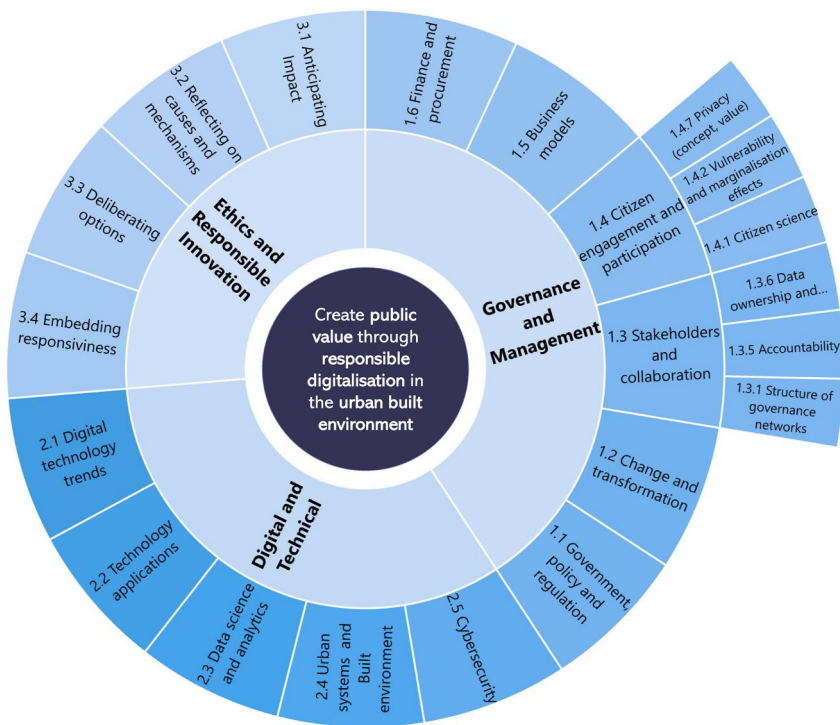 Create public
value through
responsible
digitalisation in
the urban built
environment
Governance
and
Management
1.6 Finance and
procurement
1.5 Business
models
1.4 Citizen
engagement and
participation
1.4.7 Privacy
(concept, value)
1.4.2 Vulnerability
and marginalisation
effects
1.4.1 Citizen science
1.3 Stakeholders
and
collaboration
1.3.6 Data
ownership and...
1.3.5 Accountability
1.3.1 Structure of
governance
networks
1.2 Change and
transformation
1.1 Government,
policy and
regulation
Digital and
Technical
2.5 Cybersecurity
2.4 Urban
systems and
Built
environment
2.3 Data science
and analytics
2.2 Technology
applications
2.1 Digital
technology
trends
Ethics and
Responsible
Innovation
3.4 Embedding
responsiviness
3.3 Deliberating
options
3.2 Reflecting on
causes and
mechanisms
3.1 Anticipating
Impact